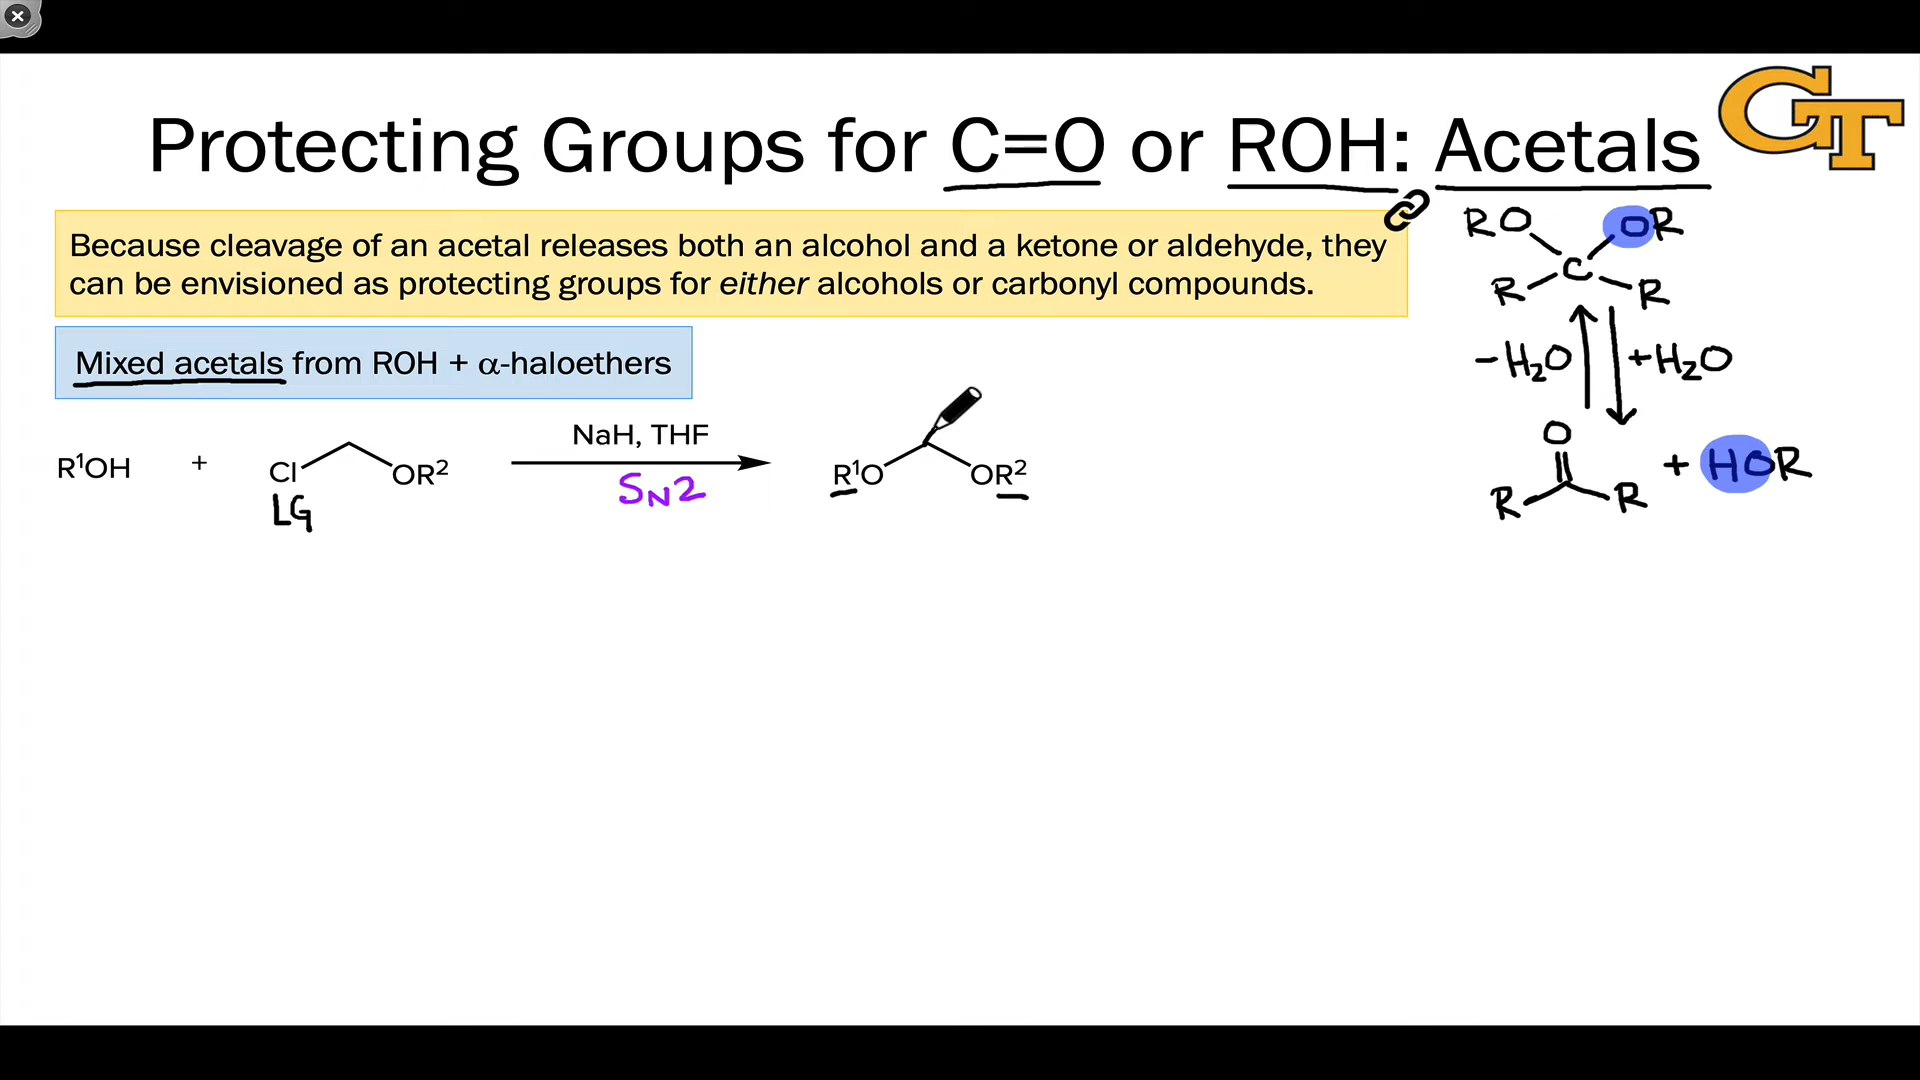 Protecting Groups for C=O or ROH: Acetals
GT
Because cleavage of an acetal releases both an alcohol and a ketone or aldehyde, they
can be envisioned as protecting groups for either alcohols or carbonyl compounds.
RO OR
C
R R
-H₂O +H₂O
O
R R + HOR
Mixed acetals from ROH + α-haloethers
R¹OH + Cl OR²
LG
NaH, THF
SN2
R¹O OR²